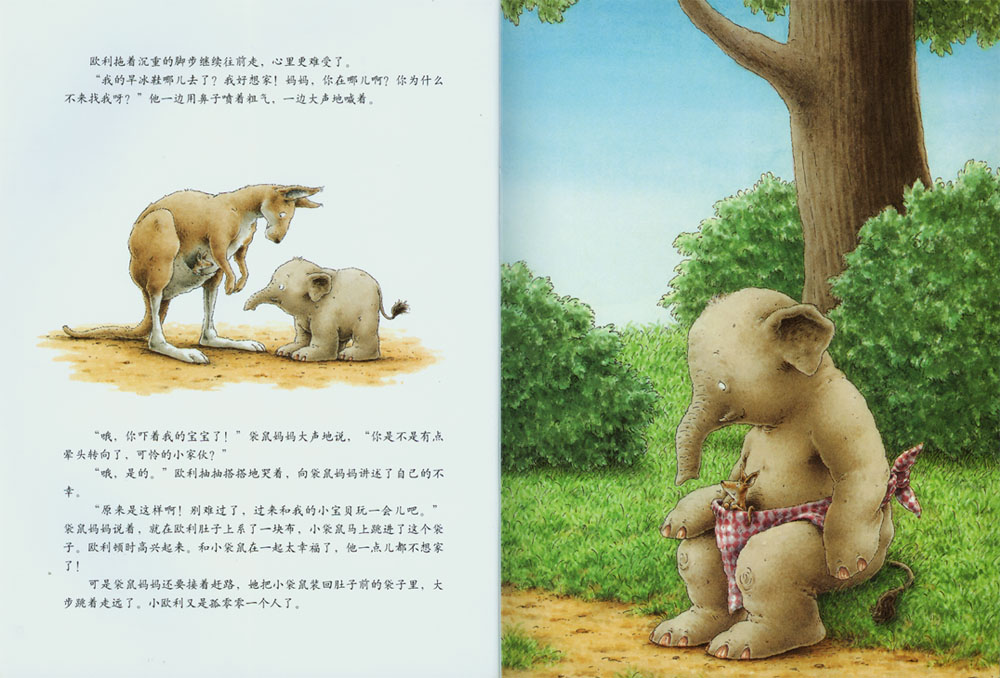 欧利拖着沉重的脚步继续往前走，心里更难受了。
“我的旱冰鞋哪儿去了？我好想家！妈妈，你在哪儿啊？你为什么
不来找我呀？”他一边用鼻子喷着粗气，一边大声地喊着。
“哦，你吓着我的宝宝了！”袋鼠妈妈大声地说，“你是不是有点
晕头转向了，可怜的小家伙？”
“哦，是的。”欧利抽抽搭搭地哭着，向袋鼠妈妈讲述了自己的不
幸。
“原来是这样啊！别难过了，过来和我的小宝贝玩一会儿吧。”
袋鼠妈妈说着，就在欧利肚子上系了一块布，小袋鼠马上跳进了这个袋
子。欧利顿时高兴起来。和小袋鼠在一起太幸福了，他一点儿都不想家
了！
可是袋鼠妈妈还要接着赶路，她把小袋鼠装回肚子前的袋子里，大
步跳着走远了。小欧利又是孤零零一个人了。